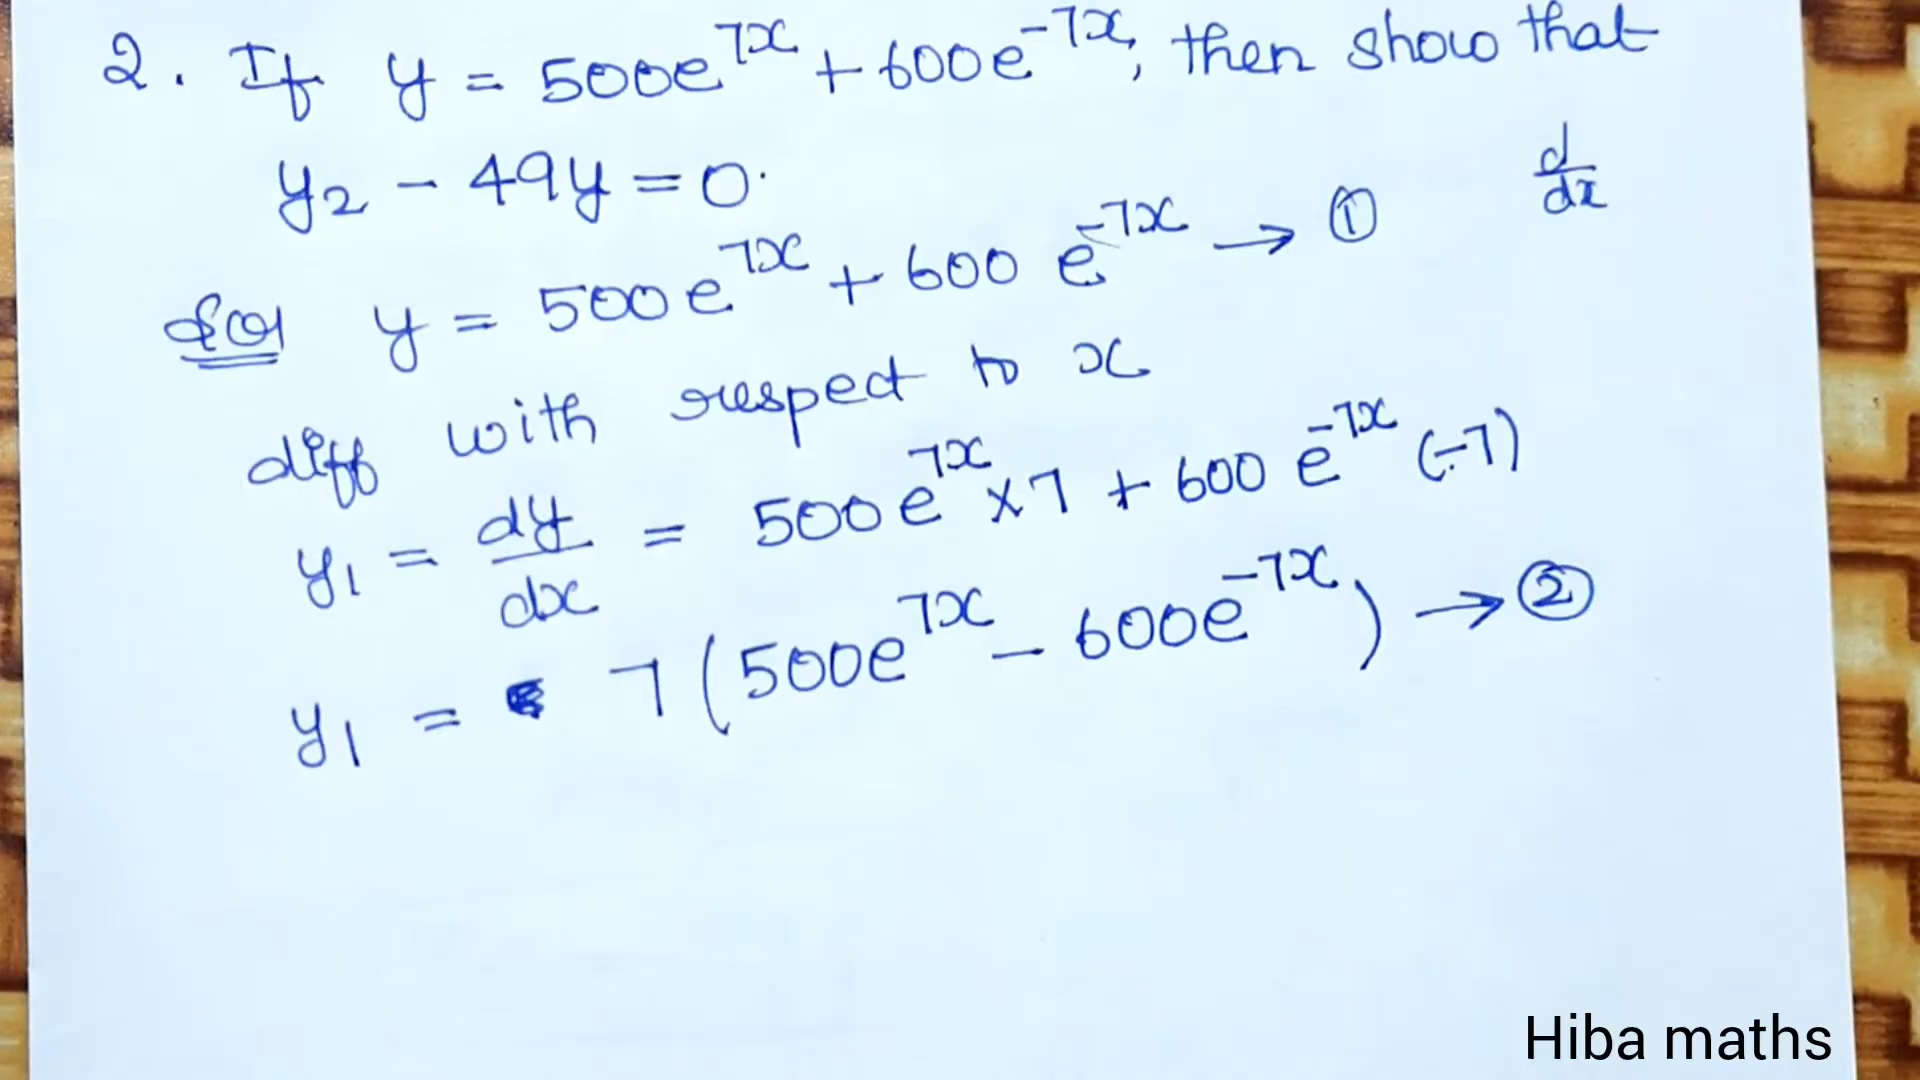 2. If y = 500e^{7x} + 600e^{-7x}, then show that
y₂ - 49y = 0.
d/dx
Sol y = 500e^{7x} + 600 e^{-7x} → ①
diff with respect to x
y₁ = dy/dx = 500e^{7x} × 7 + 600 e^{-7x} (-7)
y₁ = 7(500e^{7x} - 600e^{-7x}) → ②
Hiba maths